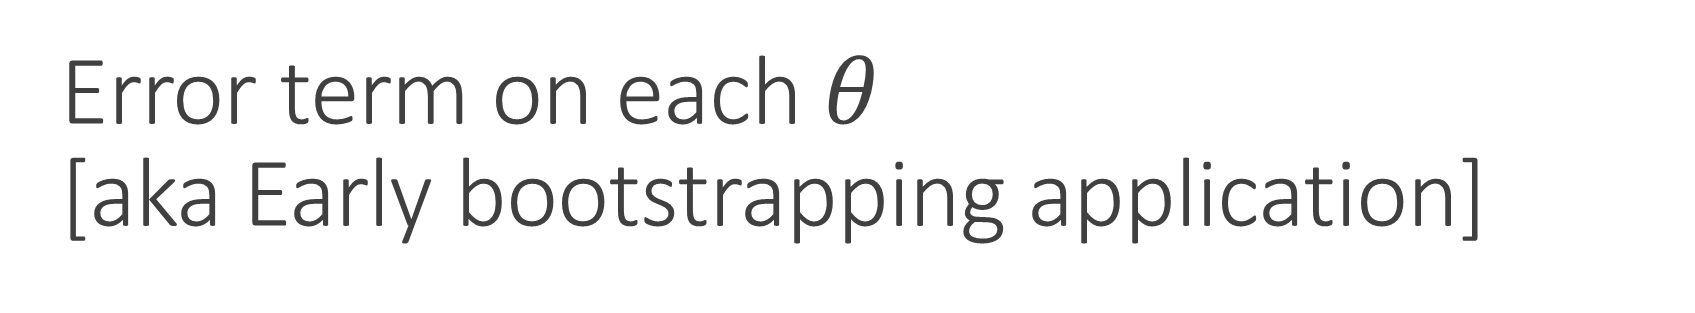 Error term on each θ
[aka Early bootstrapping application]